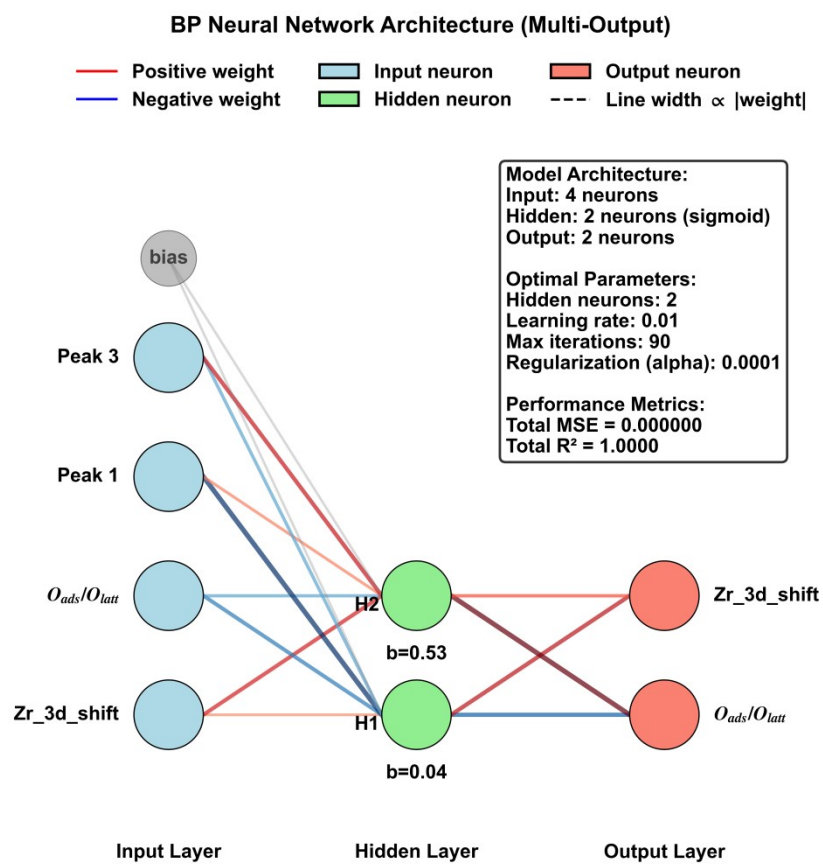 BP Neural Network Architecture (Multi-Output)
Positive weight
Input neuron
Output neuron
Negative weight
Hidden neuron
Line width ∝ |weight|
Model Architecture:
Input: 4 neurons
Hidden: 2 neurons (sigmoid)
Output: 2 neurons
Optimal Parameters:
Hidden neurons: 2
Learning rate: 0.01
Max iterations: 90
Regularization (alpha): 0.0001
Performance Metrics:
Total MSE = 0.000000
Total R² = 1.0000
bias
Peak 3
Peak 1
O_ads/O_latt
H2
Zr_3d_shift
b=0.53
Zr_3d_shift
H1
O_ads/O_latt
b=0.04
Input Layer
Hidden Layer
Output Layer